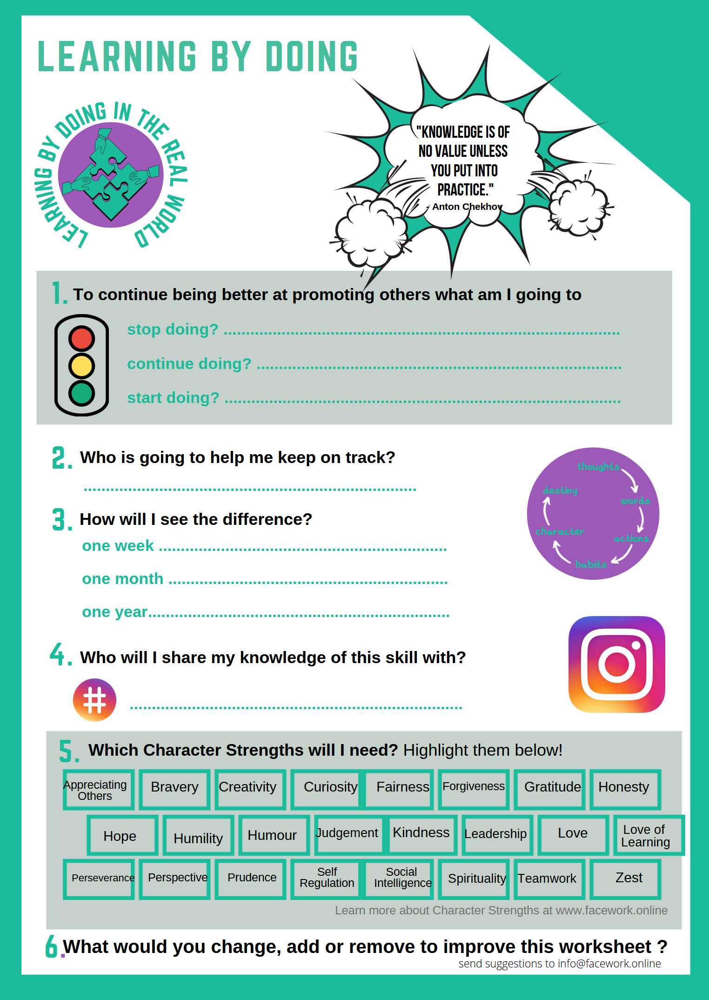 LEARNING BY DOING
LEARNING BY DOING IN THE REAL WORLD
"KNOWLEDGE IS OF
NO VALUE UNLESS
YOU PUT INTO
PRACTICE."
- Anton Chekhov
1. To continue being better at promoting others what am I going to
stop doing? .........................................................................................
continue doing? ..................................................................................
start doing? .........................................................................................
2. Who is going to help me keep on track?
...........................................................................
thoughts
words
actions
habits
character
destiny
3. How will I see the difference?
one week .................................................................
one month ...............................................................
one year....................................................................
4. Who will I share my knowledge of this skill with?
# ...........................................................................
5. Which Character Strengths will I need? Highlight them below!
Appreciating
Others
Bravery
Creativity
Curiosity
Fairness
Forgiveness
Gratitude
Honesty
Hope
Humility
Humour
Judgement
Kindness
Leadership
Love
Love of
Learning
Perseverance
Perspective
Prudence
Self
Regulation
Social
Intelligence
Spirituality
Teamwork
Zest
Learn more about Character Strengths at www.facework.online
6. What would you change, add or remove to improve this worksheet ?
send suggestions to info@facework.online